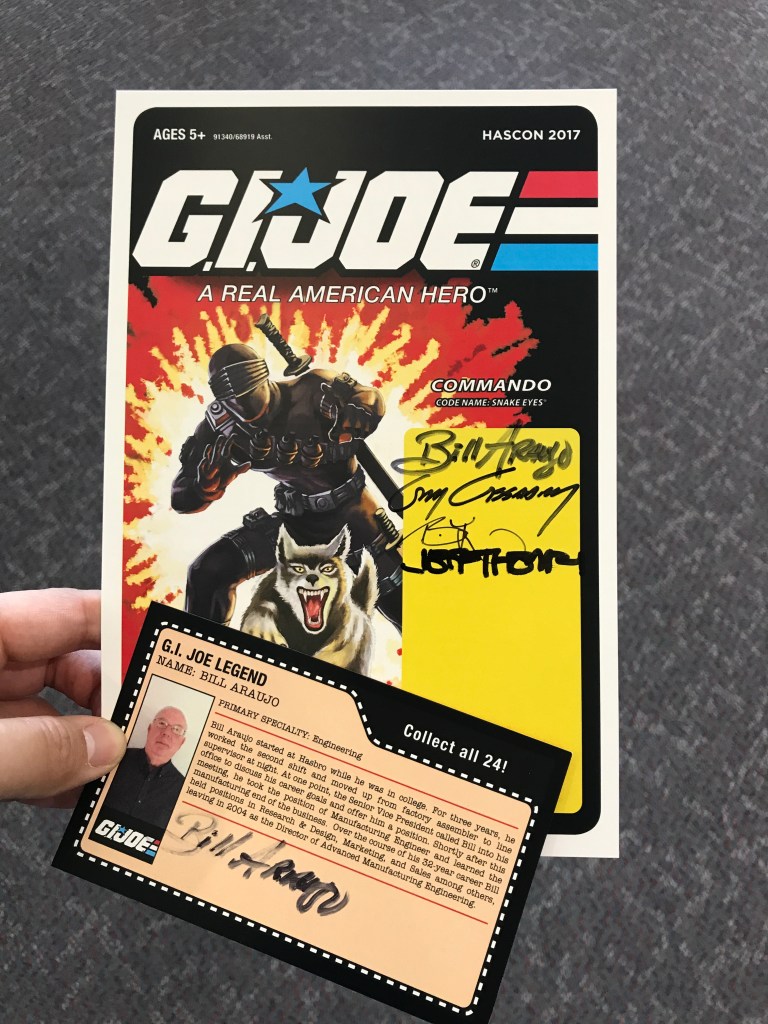 AGES 5+ 91340/68919 Asst.
HASCON 2017
G.I.JOE®
A REAL AMERICAN HERO™
COMMANDO
CODE NAME: SNAKE EYES™
Bill Araujo
G.I. JOE LEGEND
NAME: BILL ARAUJO
Collect all 24!
PRIMARY SPECIALTY: Engineering
Bill Araujo started at Hasbro while he was in college. For three years, he
worked the second shift and moved up from factory assembler to line
supervisor at night. At one point, the Senior Vice President called Bill into his
office to discuss his career goals and offer him a position. Shortly after this
meeting, he took the position of Manufacturing Engineer and learned the
manufacturing end of the business. Over the course of his 32-year career Bill
held positions in Research & Design, Marketing, and Sales among others,
leaving in 2004 as the Director of Advanced Manufacturing Engineering.
G.I.JOE
Bill Araujo